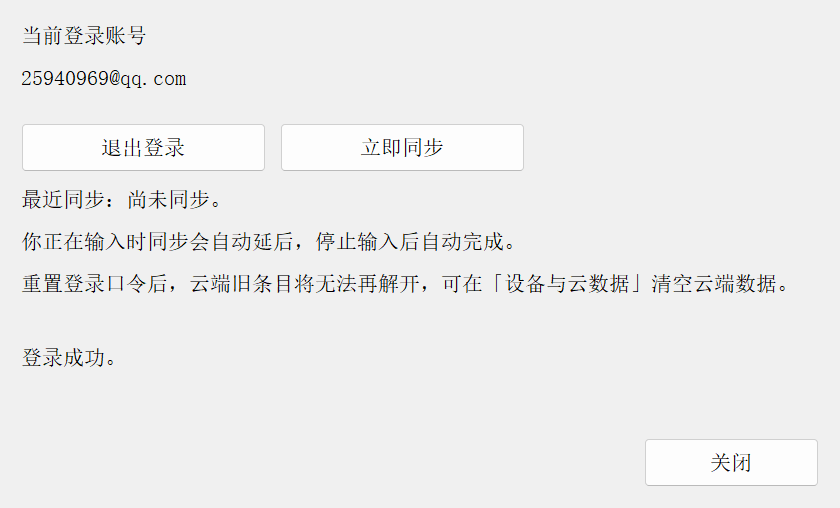 当前登录账号
25940969@qq.com
退出登录
立即同步
最近同步：尚未同步。
你正在输入时同步会自动延后，停止输入后自动完成。
重置登录口令后，云端旧条目将无法再解开，可在「设备与云数据」清空云端数据。
登录成功。
关闭